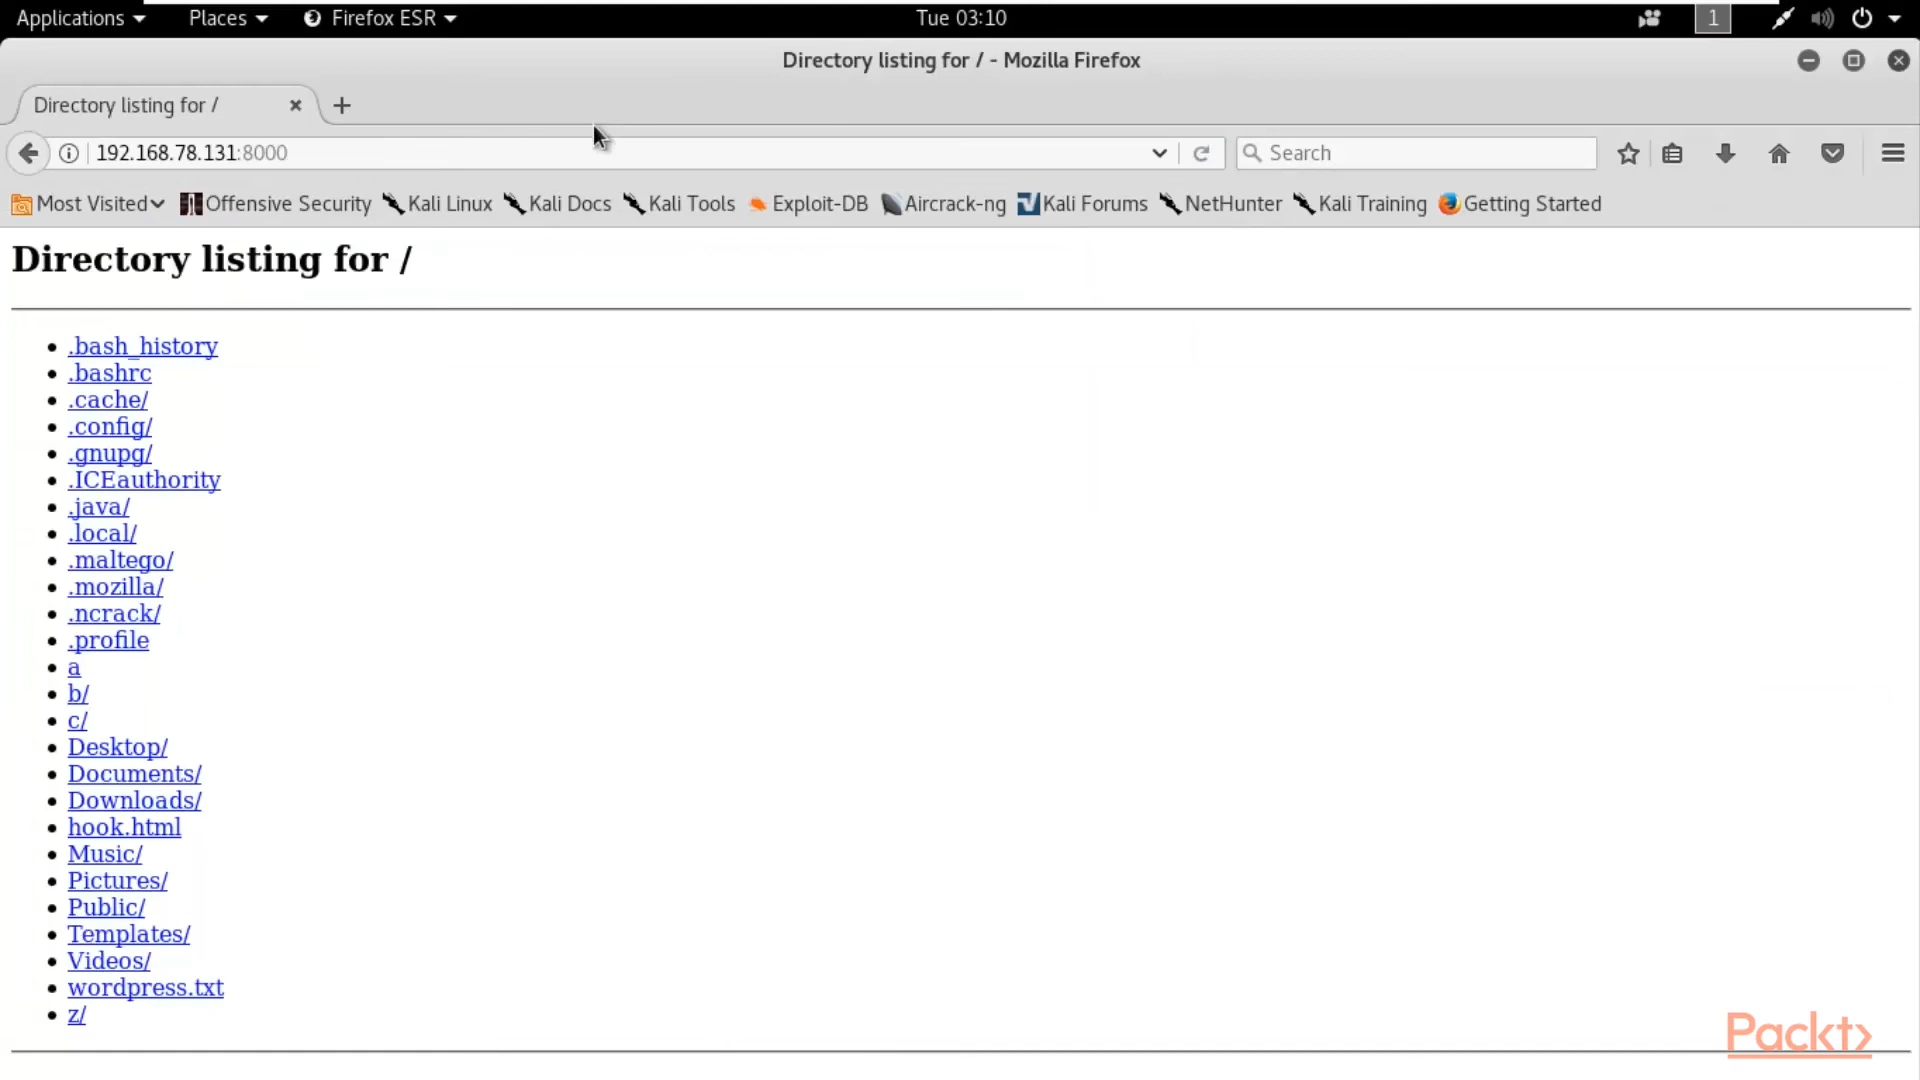 Applications Places Firefox ESR Tue 03:10 1
Directory listing for / - Mozilla Firefox
Directory listing for /
192.168.78.131:8000 Search
Most Visited Offensive Security Kali Linux Kali Docs Kali Tools Exploit-DB Aircrack-ng Kali Forums NetHunter Kali Training Getting Started
Directory listing for /
.bash_history
.bashrc
.cache/
.config/
.gnupg/
.ICEauthority
.java/
.local/
.maltego/
.mozilla/
.ncrack/
.profile
a
b/
c/
Desktop/
Documents/
Downloads/
hook.html
Music/
Pictures/
Public/
Templates/
Videos/
wordpress.txt
z/
Packt>